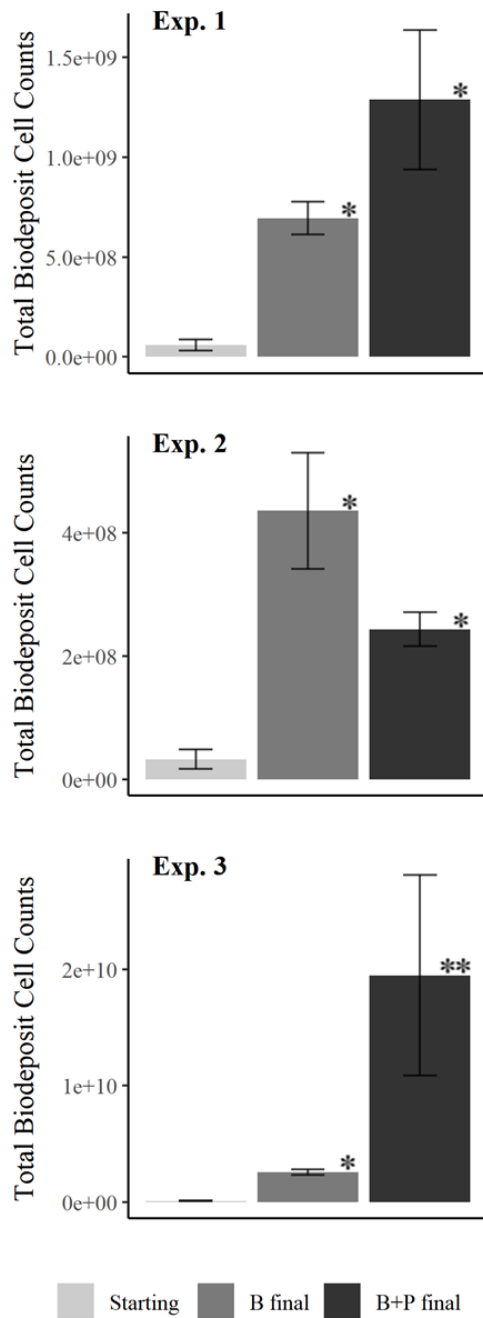 Exp. 1
Total Biodeposit Cell Counts
1.5e+09
1.0e+09
5.0e+08
0.0e+00
*
*
Exp. 2
Total Biodeposit Cell Counts
4e+08
2e+08
0e+00
*
*
Exp. 3
Total Biodeposit Cell Counts
2e+10
1e+10
0e+00
**
*
Starting B final B+P final